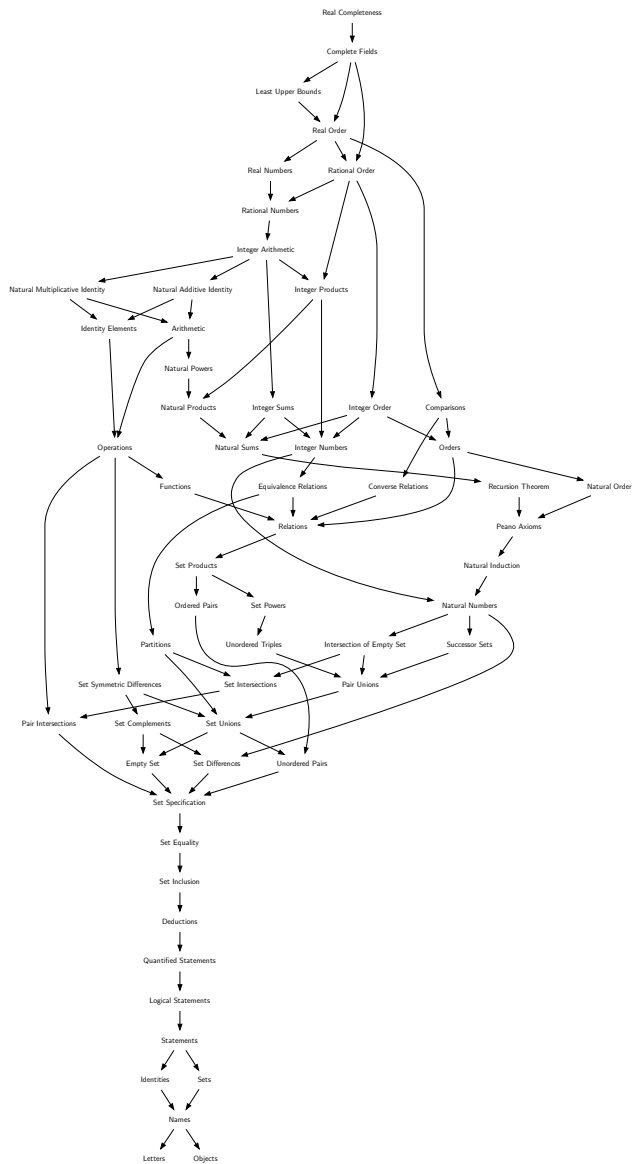 Real Completeness
Complete Fields
Least Upper Bounds
Real Order
Real Numbers
Rational Order
Rational Numbers
Integer Arithmetic
Natural Multiplicative Identity
Natural Additive Identity
Integer Products
Identity Elements
Arithmetic
Natural Powers
Natural Products
Integer Sums
Integer Order
Comparisons
Operations
Natural Sums
Integer Numbers
Orders
Functions
Equivalence Relations
Converse Relations
Recursion Theorem
Natural Order
Relations
Peano Axioms
Set Products
Natural Induction
Ordered Pairs
Set Powers
Natural Numbers
Partitions
Unordered Triples
Intersection of Empty Set
Successor Sets
Set Symmetric Differences
Set Intersections
Pair Unions
Pair Intersections
Set Complements
Set Unions
Empty Set
Set Differences
Unordered Pairs
Set Specification
Set Equality
Set Inclusion
Deductions
Quantified Statements
Logical Statements
Statements
Identities
Sets
Names
Letters
Objects